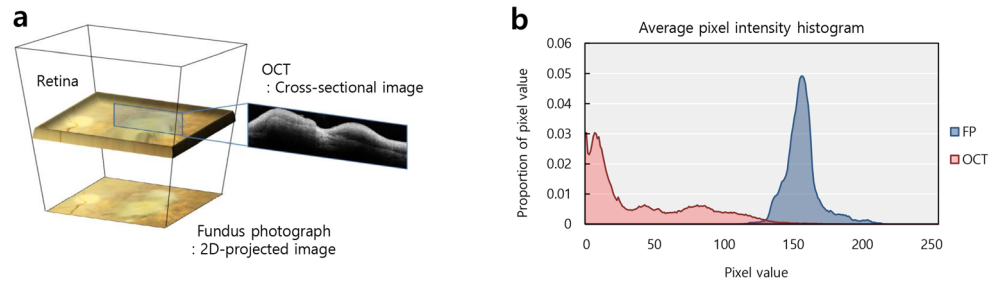 a
Retina
OCT
: Cross-sectional image
Fundus photograph
: 2D-projected image
b
Average pixel intensity histogram
Proportion of pixel value
0.06
0.05
0.04
0.03
0.02
0.01
0
0 50 100 150 200 250
Pixel value
FP
OCT